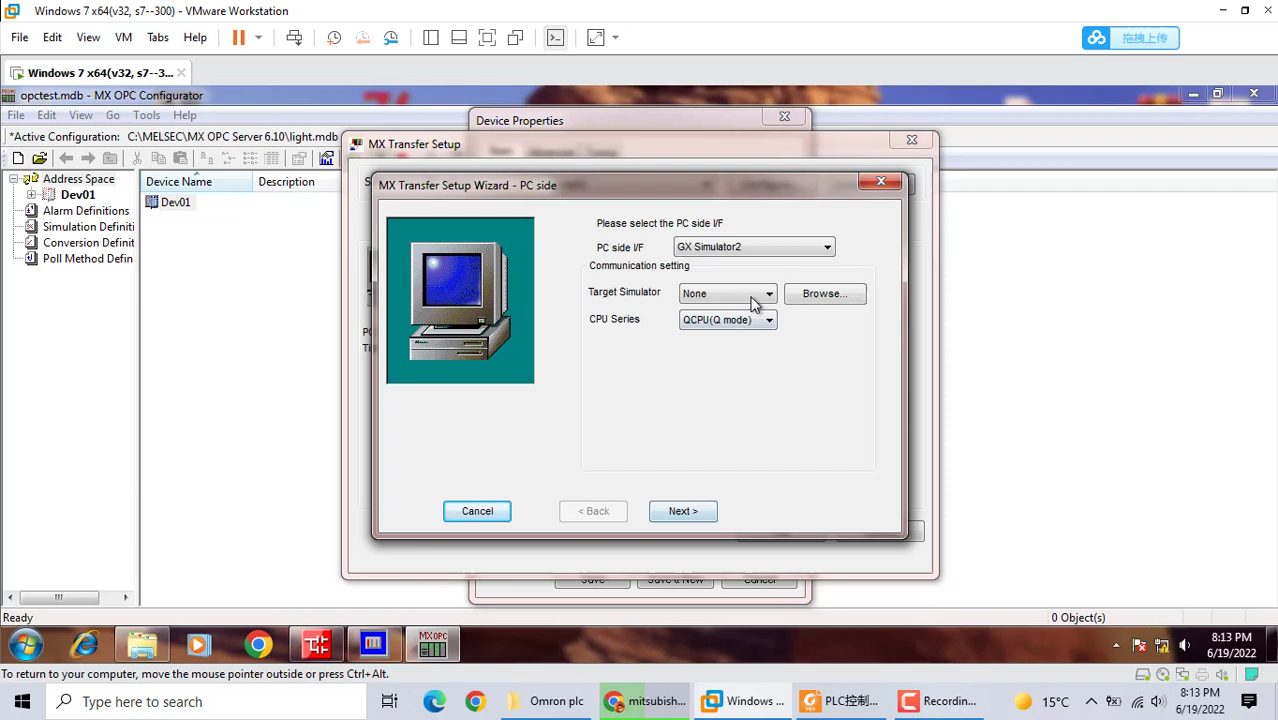 Windows 7 x64(v32, s7--300) - VMware Workstation
File Edit View VM Tabs Help
拖拽上传
Windows 7 x64(v32, s7--3...
opctest.mdb - MX OPC Configurator
File Edit View Go Tools Help
Device Properties
*Active Configuration: C:\MELSEC\MX OPC Server 6.10\light.mdb
MX Transfer Setup
Address Space
Device Name Description
MX Transfer Setup Wizard - PC side
Dev01
Dev01
Alarm Definitions
Simulation Definiti
Conversion Definit
Poll Method Defin
Please select the PC side I/F
PC side I/F GX Simulator2
Communication setting
Target Simulator None Browse...
CPU Series QCPU(Q mode)
Cancel < Back Next >
Save Save & New Cancel
Ready
0 Object(s)
MX OPC
8:13 PM
6/19/2022
To return to your computer, move the mouse pointer outside or press Ctrl+Alt.
Type here to search
Omron plc
mitsubish...
Windows ...
PLC控制...
Recordin...
15°C
8:13 PM
6/19/2022